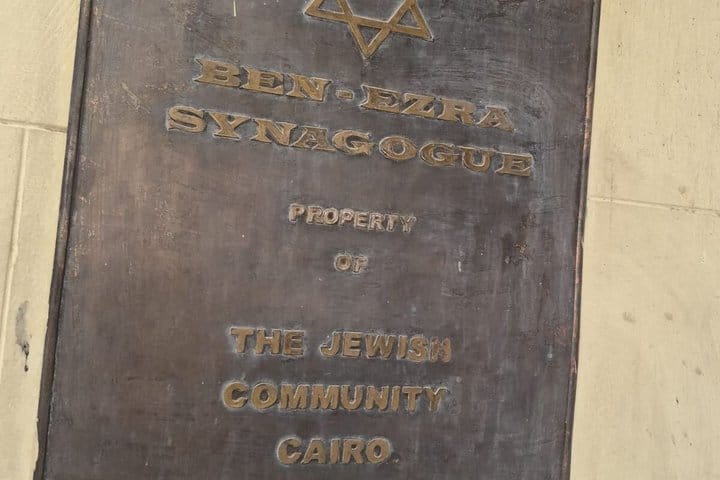 BEN-EZRA
SYNAGOGUE
PROPERTY
OF
THE JEWISH
COMMUNITY
CAIRO